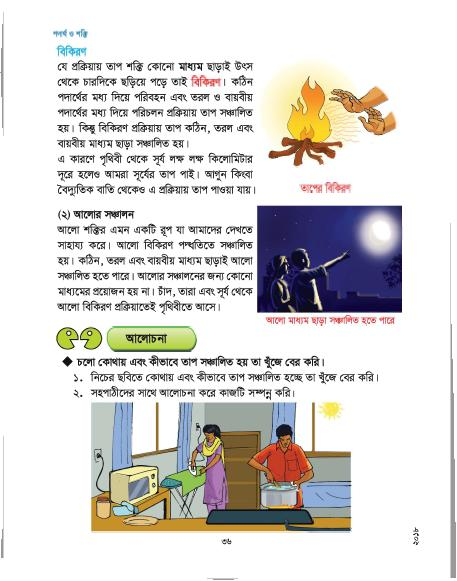 পদার্থ ও শক্তি
বিকিরণ
যে প্রক্রিয়ায় তাপ শক্তি কোনো মাধ্যম ছাড়াই উৎস
থেকে চারদিকে ছড়িয়ে পড়ে তাই বিকিরণ। কঠিন
পদার্থের মধ্য দিয়ে পরিবহন এবং তরল ও বায়বীয়
পদার্থের মধ্য দিয়ে পরিচলন প্রক্রিয়ায় তাপ সঞ্চালিত
হয়। কিন্তু বিকিরণ প্রক্রিয়ায় তাপ কঠিন, তরল এবং
বায়বীয় মাধ্যম ছাড়া সঞ্চালিত হয়।
এ কারণে পৃথিবী থেকে সূর্য লক্ষ লক্ষ কিলোমিটার
দূরে হলেও আমরা সূর্যের তাপ পাই। আগুন কিংবা
বৈদ্যুতিক বাতি থেকেও এ প্রক্রিয়ায় তাপ পাওয়া যায়।
তাপের বিকিরণ
(২) আলোর সঞ্চালন
আলো শক্তির এমন একটি রূপ যা আমাদের দেখতে
সাহায্য করে। আলো বিকিরণ পদ্ধতিতে সঞ্চালিত
হয়। কঠিন, তরল এবং বায়বীয় মাধ্যম ছাড়াই আলো
সঞ্চালিত হতে পারে। আলোর সঞ্চালনের জন্য কোনো
মাধ্যমের প্রয়োজন হয় না। চাঁদ, তারা এবং সূর্য থেকে
আলো বিকিরণ প্রক্রিয়াতেই পৃথিবীতে আসে।
আলো মাধ্যম ছাড়া সঞ্চালিত হতে পারে
আলোচনা
◆ চলো কোথায় এবং কীভাবে তাপ সঞ্চালিত হয় তা খুঁজে বের করি।
১. নিচের ছবিতে কোথায় এবং কীভাবে তাপ সঞ্চালিত হচ্ছে তা খুঁজে বের করি।
২. সহপাঠীদের সাথে আলোচনা করে কাজটি সম্পন্ন করি।
৩৬
২০১৮